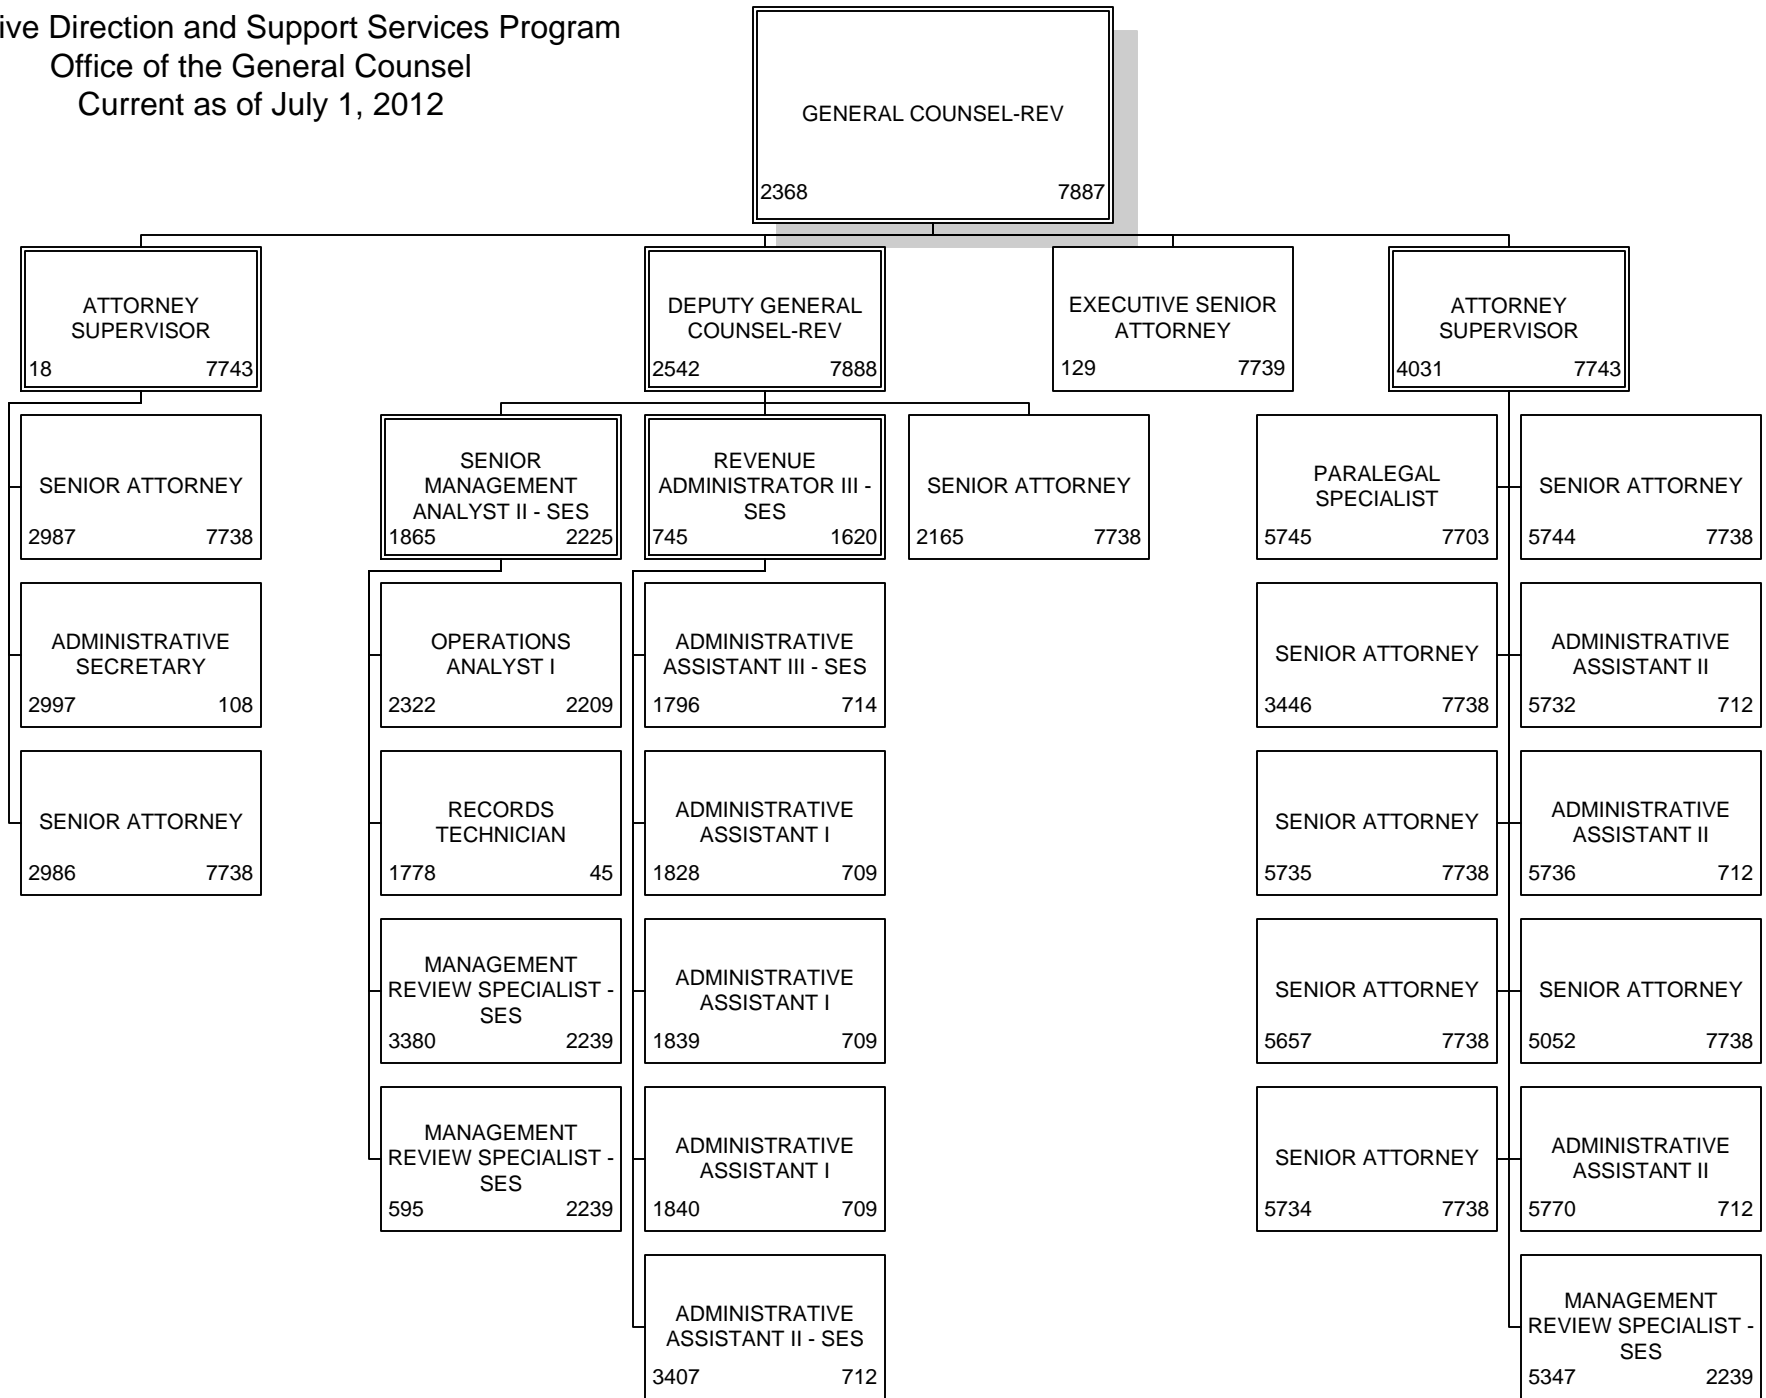 ive Direction and Support Services Program
Office of the General Counsel
Current as of July 1, 2012
GENERAL COUNSEL-REV
2368 7887
ATTORNEY
SUPERVISOR
18 7743
DEPUTY GENERAL
COUNSEL-REV
2542 7888
EXECUTIVE SENIOR
ATTORNEY
129 7739
ATTORNEY
SUPERVISOR
4031 7743
SENIOR ATTORNEY
2987 7738
ADMINISTRATIVE
SECRETARY
2997 108
SENIOR ATTORNEY
2986 7738
SENIOR
MANAGEMENT
ANALYST II - SES
1865 2225
OPERATIONS
ANALYST I
2322 2209
RECORDS
TECHNICIAN
1778 45
MANAGEMENT
REVIEW SPECIALIST -
SES
3380 2239
MANAGEMENT
REVIEW SPECIALIST -
SES
595 2239
REVENUE
ADMINISTRATOR III -
SES
745 1620
ADMINISTRATIVE
ASSISTANT III - SES
1796 714
ADMINISTRATIVE
ASSISTANT I
1828 709
ADMINISTRATIVE
ASSISTANT I
1839 709
ADMINISTRATIVE
ASSISTANT I
1840 709
ADMINISTRATIVE
ASSISTANT II - SES
3407 712
SENIOR ATTORNEY
2165 7738
PARALEGAL
SPECIALIST
5745 7703
SENIOR ATTORNEY
5744 7738
SENIOR ATTORNEY
3446 7738
ADMINISTRATIVE
ASSISTANT II
5732 712
SENIOR ATTORNEY
5735 7738
ADMINISTRATIVE
ASSISTANT II
5736 712
SENIOR ATTORNEY
5657 7738
SENIOR ATTORNEY
5052 7738
SENIOR ATTORNEY
5734 7738
ADMINISTRATIVE
ASSISTANT II
5770 712
MANAGEMENT
REVIEW SPECIALIST -
SES
5347 2239